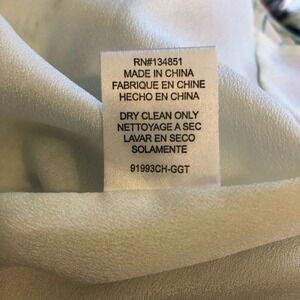 RN#134851
MADE IN CHINA
FABRIQUE EN CHINE
HECHO EN CHINA
DRY CLEAN ONLY
NETTOYAGE A SEC
LAVAR EN SECO
SOLAMENTE
91993CH-GGT